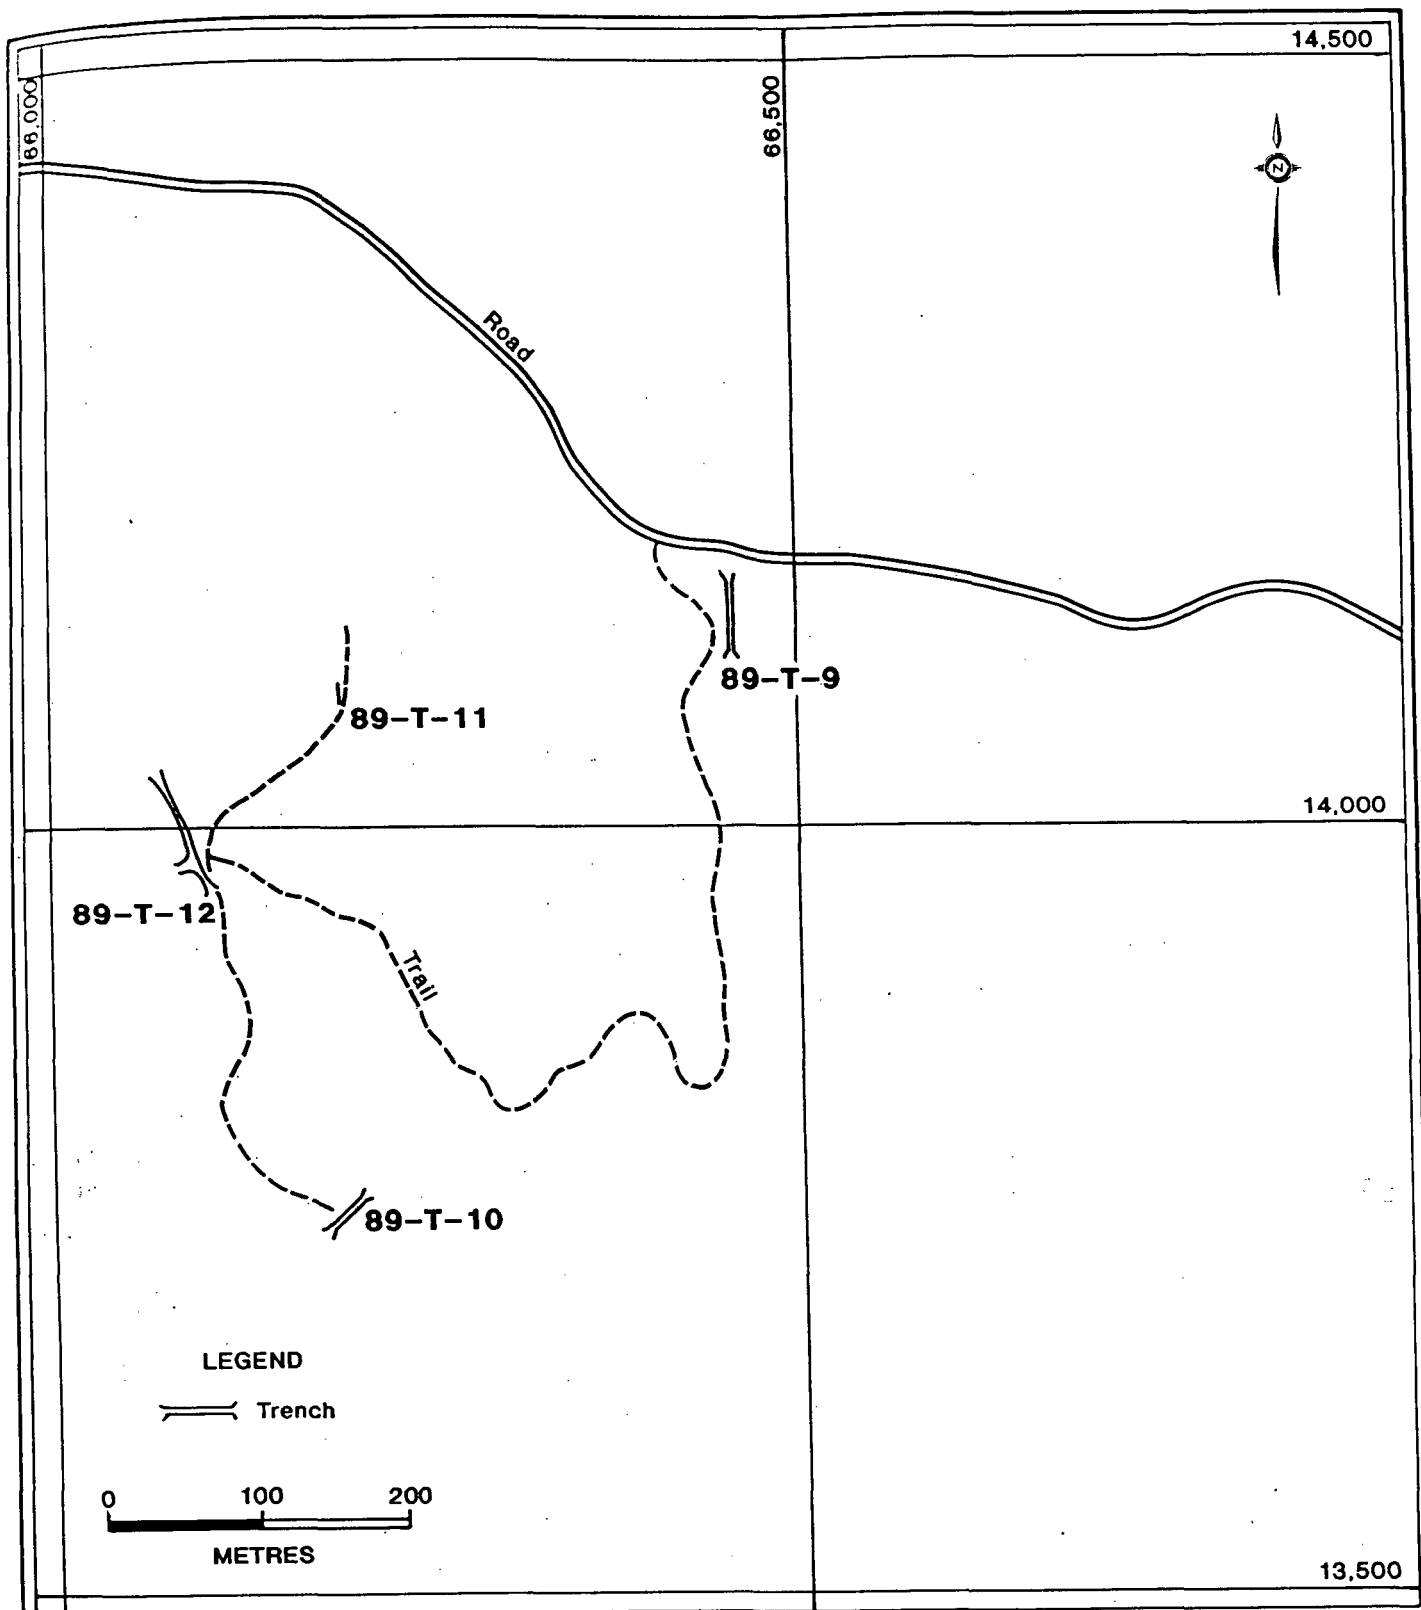 14,500
66,000
66,500
N
Road
89-T-9
89-T-11
14,000
89-T-12
Trail
89-T-10
LEGEND
Trench
0 100 200
METRES
13,500